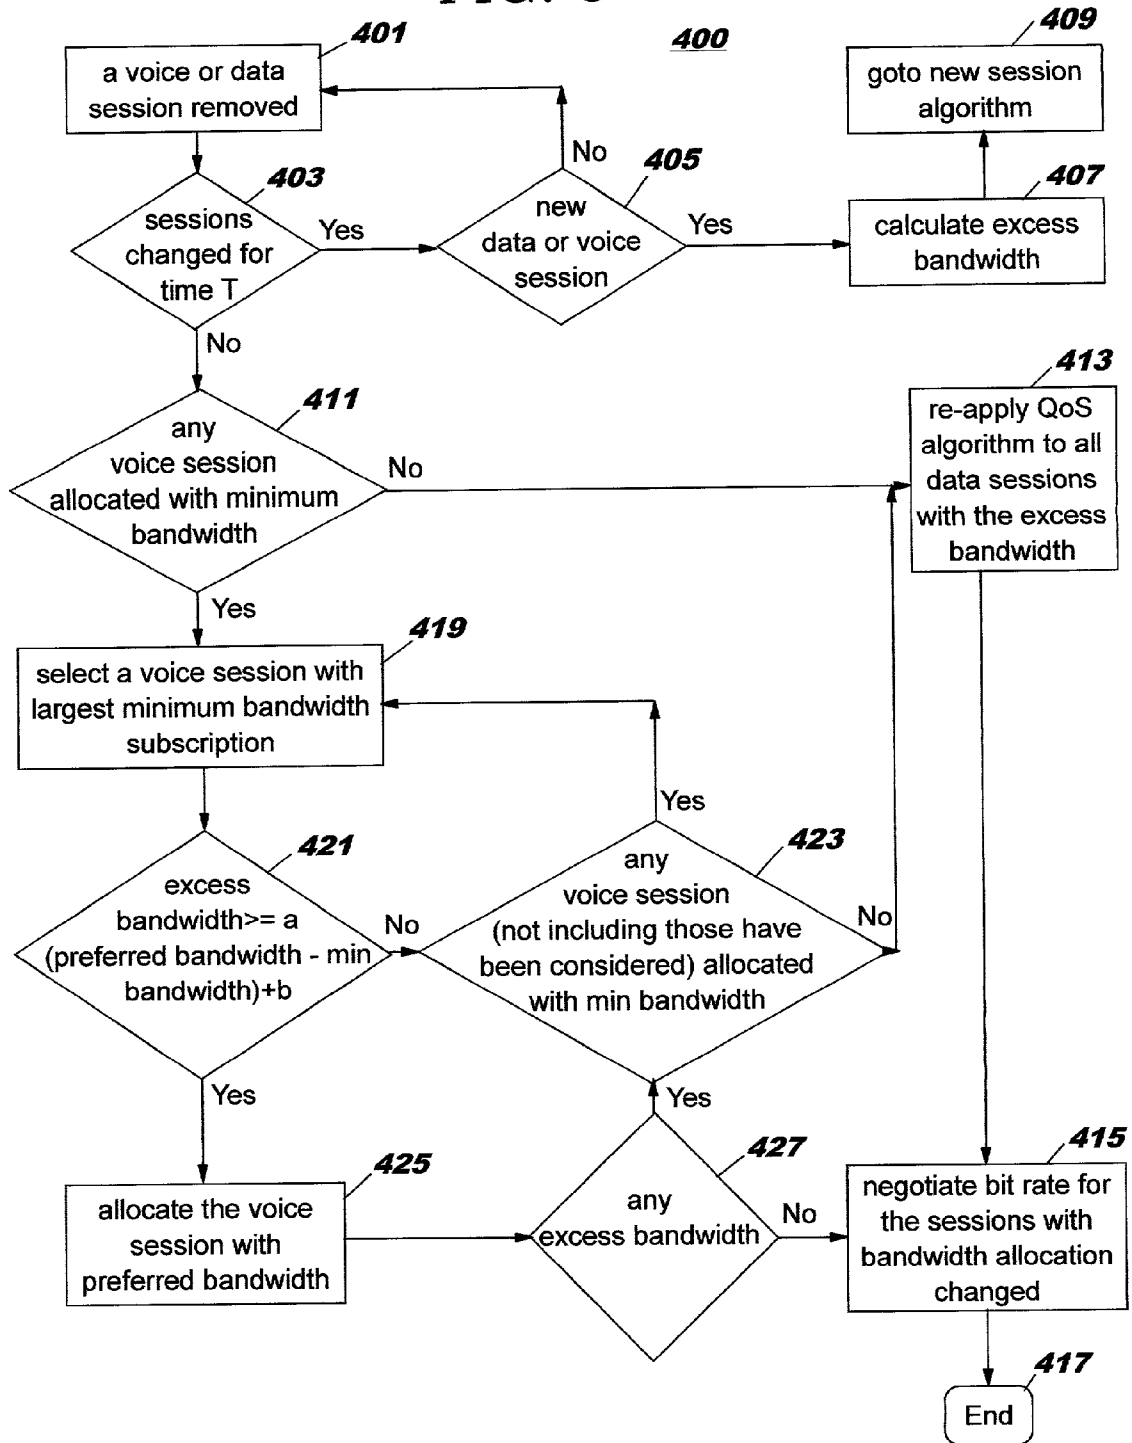 401
400
409
a voice or data
session removed
goto new session
algorithm
No
405
403
407
sessions
changed for
time T
Yes
new
data or voice
session
Yes
calculate excess
bandwidth
No
413
411
any
voice session
allocated with minimum
bandwidth
No
re-apply QoS
algorithm to all
data sessions
with the excess
bandwidth
Yes
419
select a voice session with
largest minimum bandwidth
subscription
Yes
421
423
excess
bandwidth>= a
(preferred bandwidth - min
bandwidth)+b
No
any
voice session
(not including those have
been considered) allocated
with min bandwidth
No
Yes
Yes
425
427
415
allocate the voice
session with
preferred bandwidth
any
excess bandwidth
No
negotiate bit rate for
the sessions with
bandwidth allocation
changed
417
End